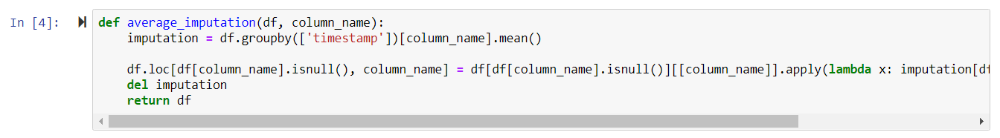 In [4]:
def average_imputation(df, column_name):
    imputation = df.groupby(['timestamp'])[column_name].mean()
    df.loc[df[column_name].isnull(), column_name] = df[df[column_name].isnull()][[column_name]].apply(lambda x: imputation[df
    del imputation
    return df